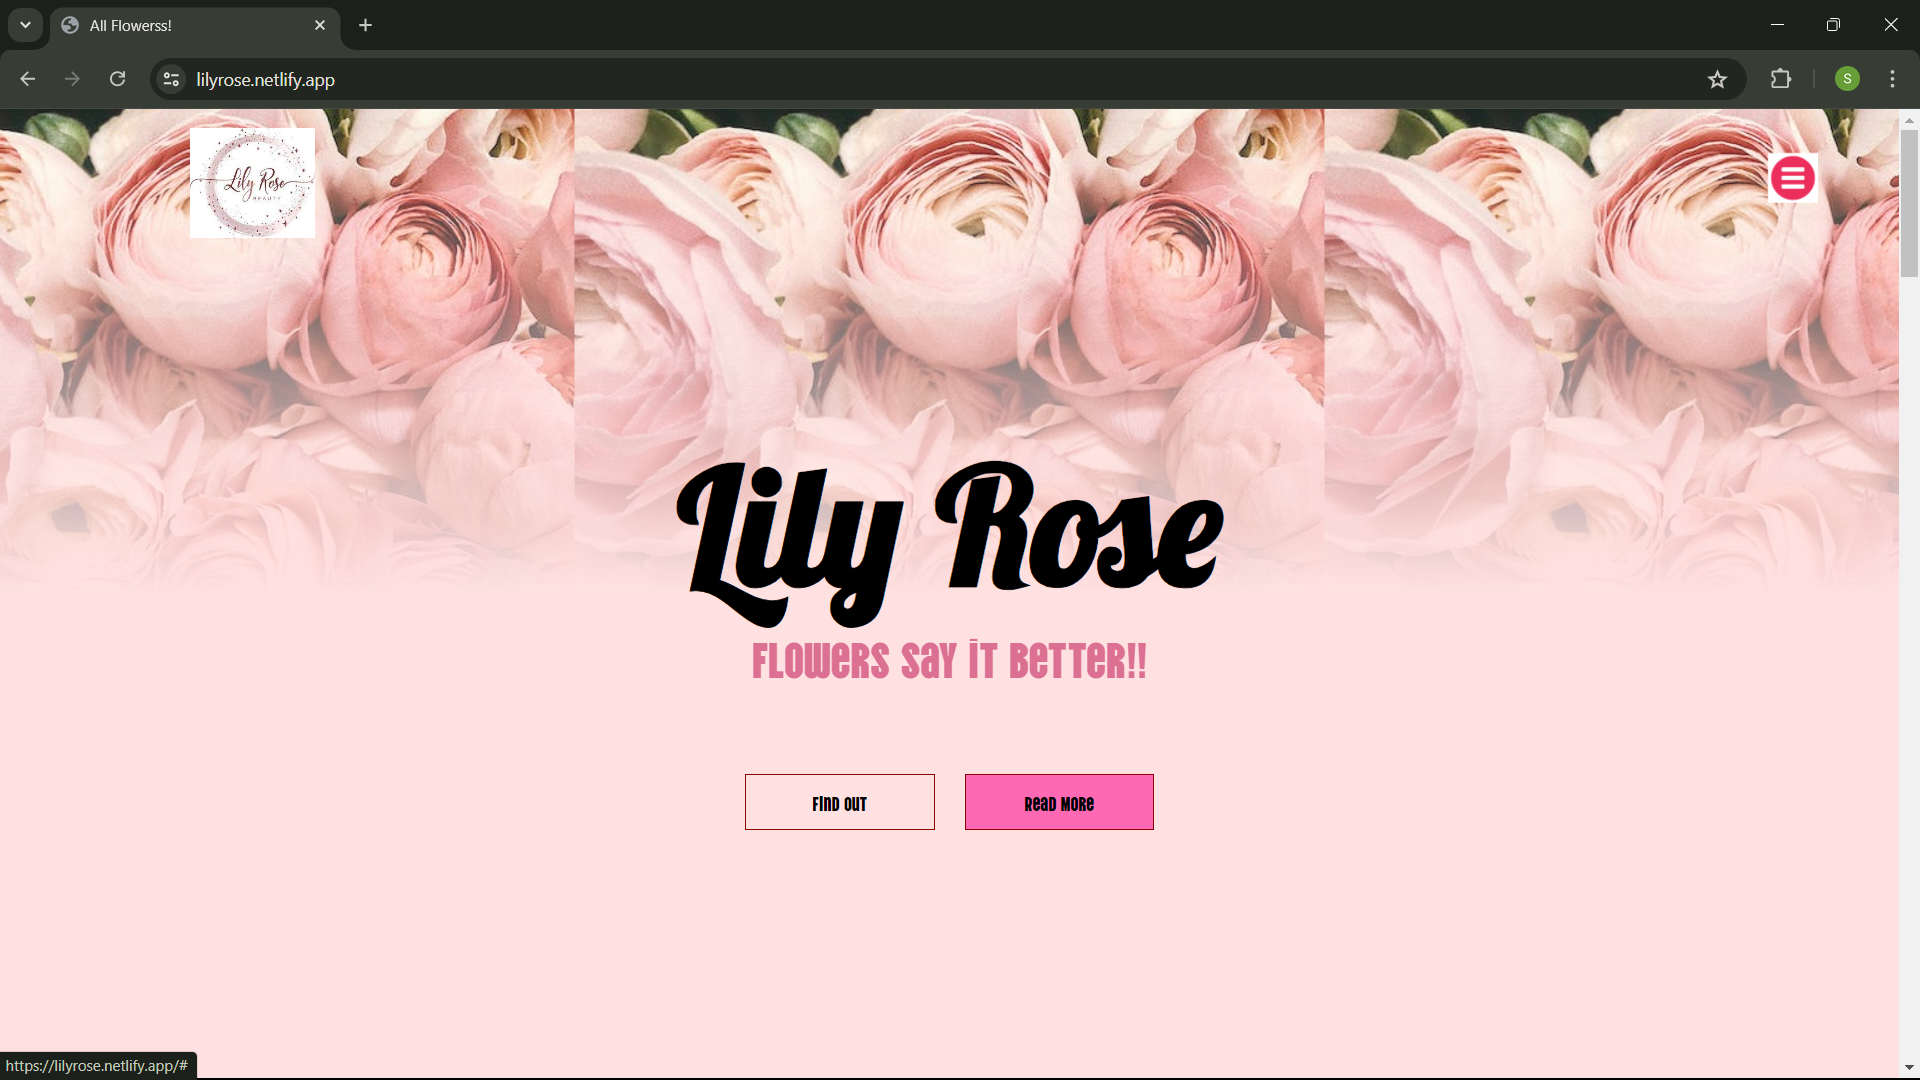 All Flowerss!
lilyrose.netlify.app
S
Lily Rose
BEAUTY
Lily Rose
FLOWERS SAY IT BETTER!!
FIND OUT
READ MORE
https://lilyrose.netlify.app/#